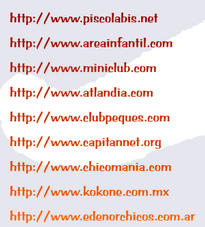 http://www.piscolabis.net
http://www.areainfantil.com
http://www.miniclub.com
http://www.atlandia.com
http://www.clubpeques.com
http://www.capitannet.org
http://www.chicomania.com
http://www.kokone.com.mx
http://www.edenorchicos.com.ar